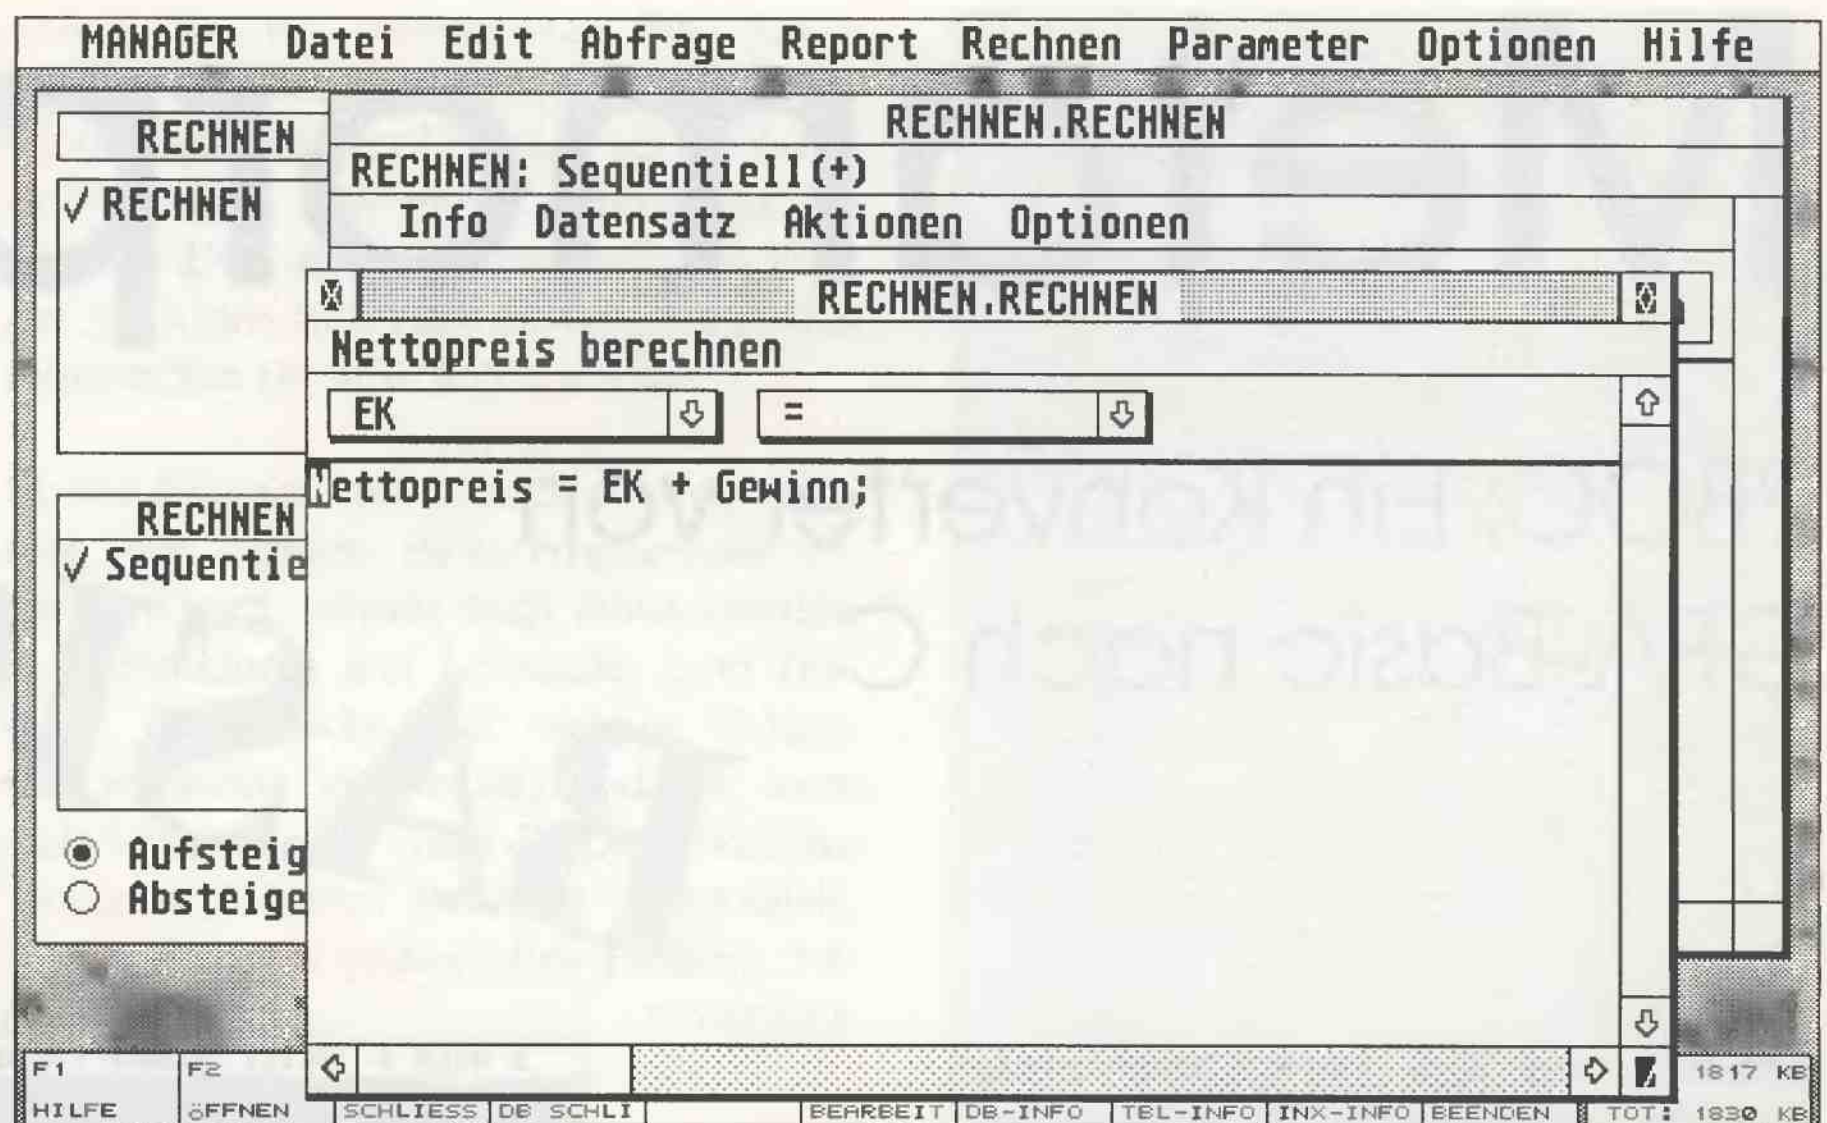 MANAGER Datei Edit Abfrage Report Rechnen Parameter Optionen Hilfe
RECHNEN
✓ RECHNEN
RECHNEN.RECHNEN
RECHNEN: Sequentiell(+)
Info Datensatz Aktionen Optionen
RECHNEN.RECHNEN
Nettopreis berechnen
EK
=
Nettopreis = EK + Gewinn;
RECHNEN
✓ Sequentie
Aufsteig
Absteige
F1 F2 1817 KB
HILFE ÖFFNEN SCHLIESS DB SCHLI BEARBEIT DB-INFO TBL-INFO INX-INFO BEENDEN TOT: 1830 KB